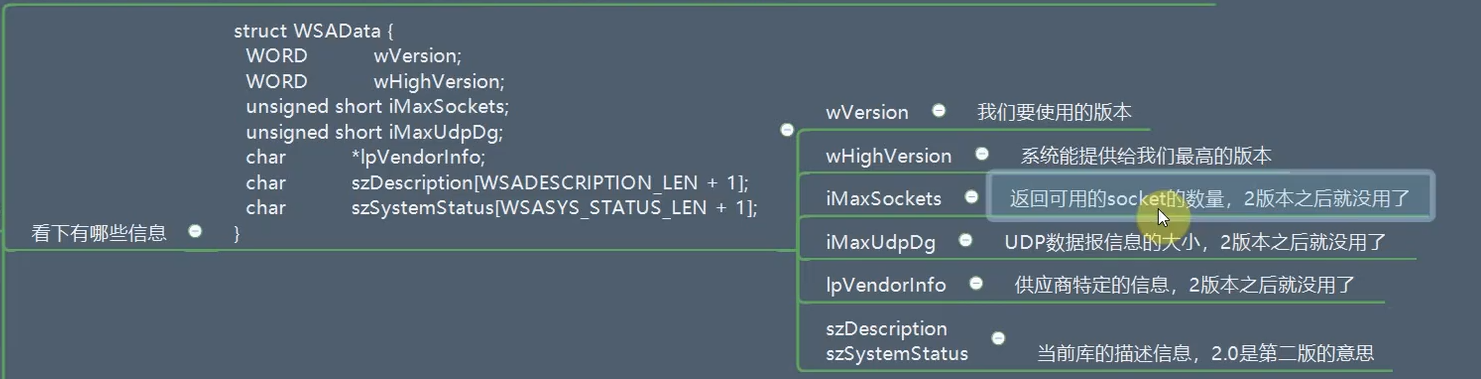 struct WSAData {
WORD wVersion;
WORD wHighVersion;
unsigned short iMaxSockets;
unsigned short iMaxUdpDg;
char *lpVendorInfo;
char szDescription[WSADESCRIPTION_LEN + 1];
char szSystemStatus[WSASYS_STATUS_LEN + 1];
}
看下有哪些信息
wVersion 我们要使用的版本
wHighVersion 系统能提供给我们最高的版本
iMaxSockets 返回可用的socket的数量，2版本之后就没用了
iMaxUdpDg UDP数据报信息的大小，2版本之后就没用了
lpVendorInfo 供应商特定的信息，2版本之后就没用了
szDescription
szSystemStatus 当前库的描述信息，2.0是第二版的意思